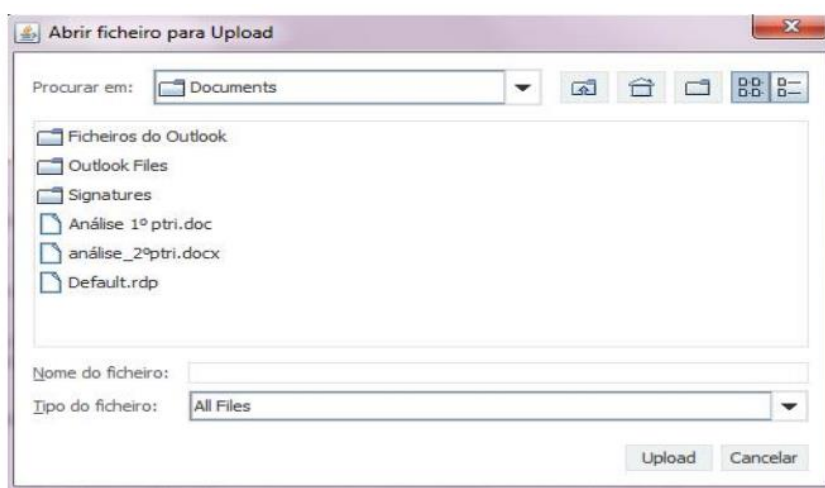 Abrir ficheiro para Upload
Procurar em: Documents
Ficheiros do Outlook
Outlook Files
Signatures
Análise 1º ptri.doc
análise_2ºptri.docx
Default.rdp
Nome do ficheiro:
Tipo do ficheiro: All Files
Upload Cancelar